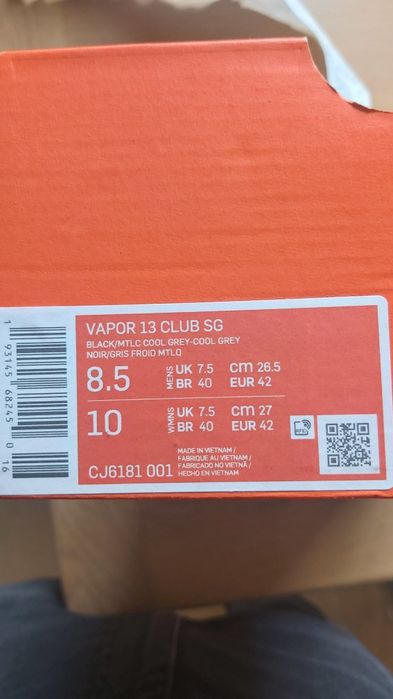 VAPOR 13 CLUB SG
BLACK/MTLC COOL GREY-COOL GREY
NOIR/GRIS FROID MTLQ
8.5 MENS UK 7.5 cm 26.5
BR 40 EUR 42
10 WMNS UK 7.5 cm 27
BR 40 EUR 42
MADE IN VIETNAM /
FABRIQUE AU VIETNAM /
FABRICADO NO VIETNÃ /
CJ6181 001 HECHO EN VIETNAM
1 93145 68245 0 16